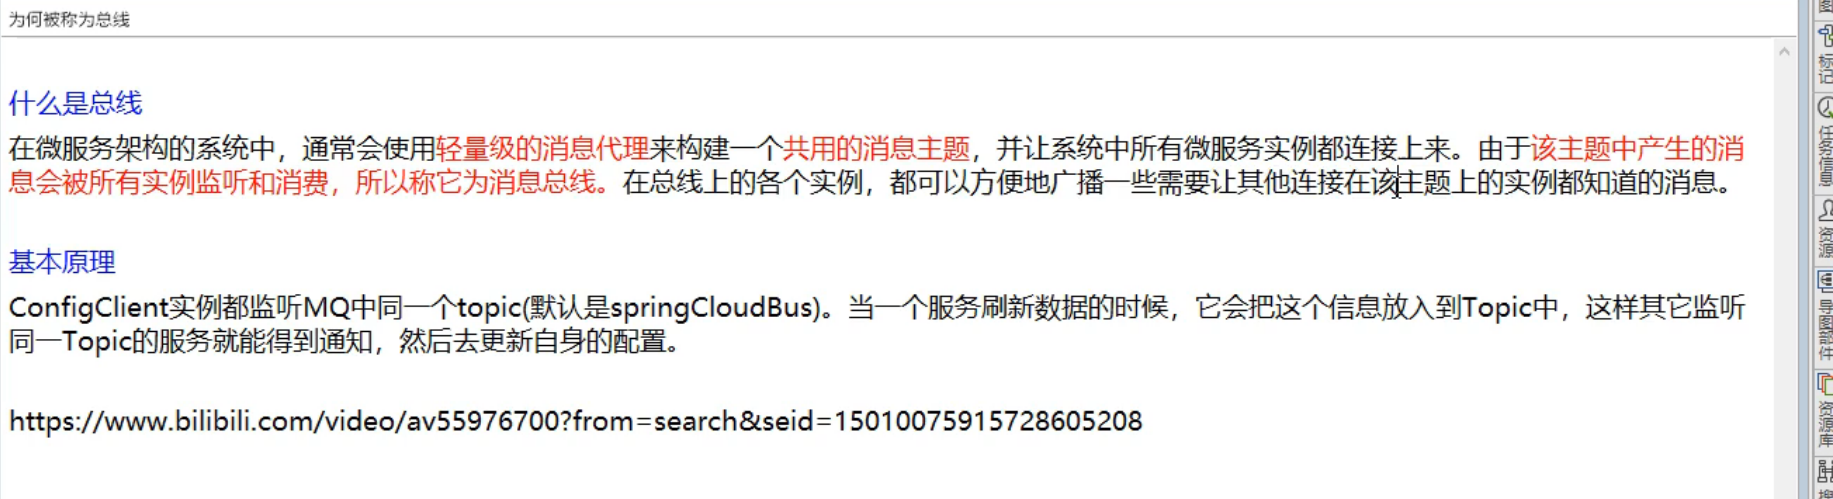 为何被称为总线
什么是总线
在微服务架构的系统中，通常会使用轻量级的消息代理来构建一个共用的消息主题，并让系统中所有微服务实例都连接上来。由于该主题中产生的消
息会被所有实例监听和消费，所以称它为消息总线。在总线上的各个实例，都可以方便地广播一些需要让其他连接在该主题上的实例都知道的消息。
基本原理
ConfigClient实例都监听MQ中同一个topic(默认是springCloudBus)。当一个服务刷新数据的时候，它会把这个信息放入到Topic中，这样其它监听
同一Topic的服务就能得到通知，然后去更新自身的配置。
https://www.bilibili.com/video/av55976700?from=search&seid=15010075915728605208
图
标记
任务信息
资源
导图部件
资源库